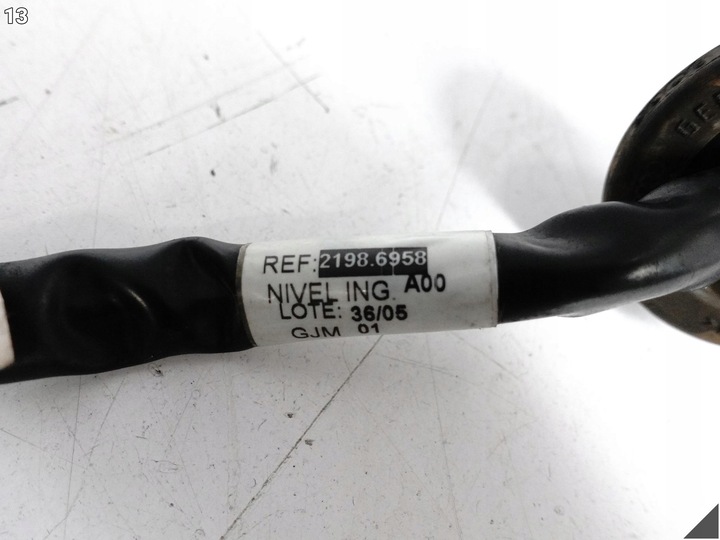 13
REF: 2198.6958
NIVEL ING. A00
LOTE: 36/05
GJM 01